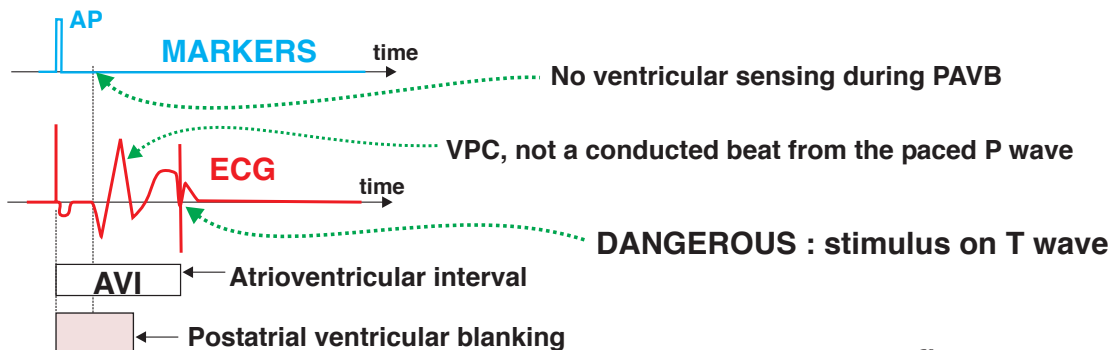 AP
MARKERS
time
No ventricular sensing during PAVB
VPC, not a conducted beat from the paced P wave
ECG
time
DANGEROUS : stimulus on T wave
AVI
Atrioventricular interval
Postatrial ventricular blanking